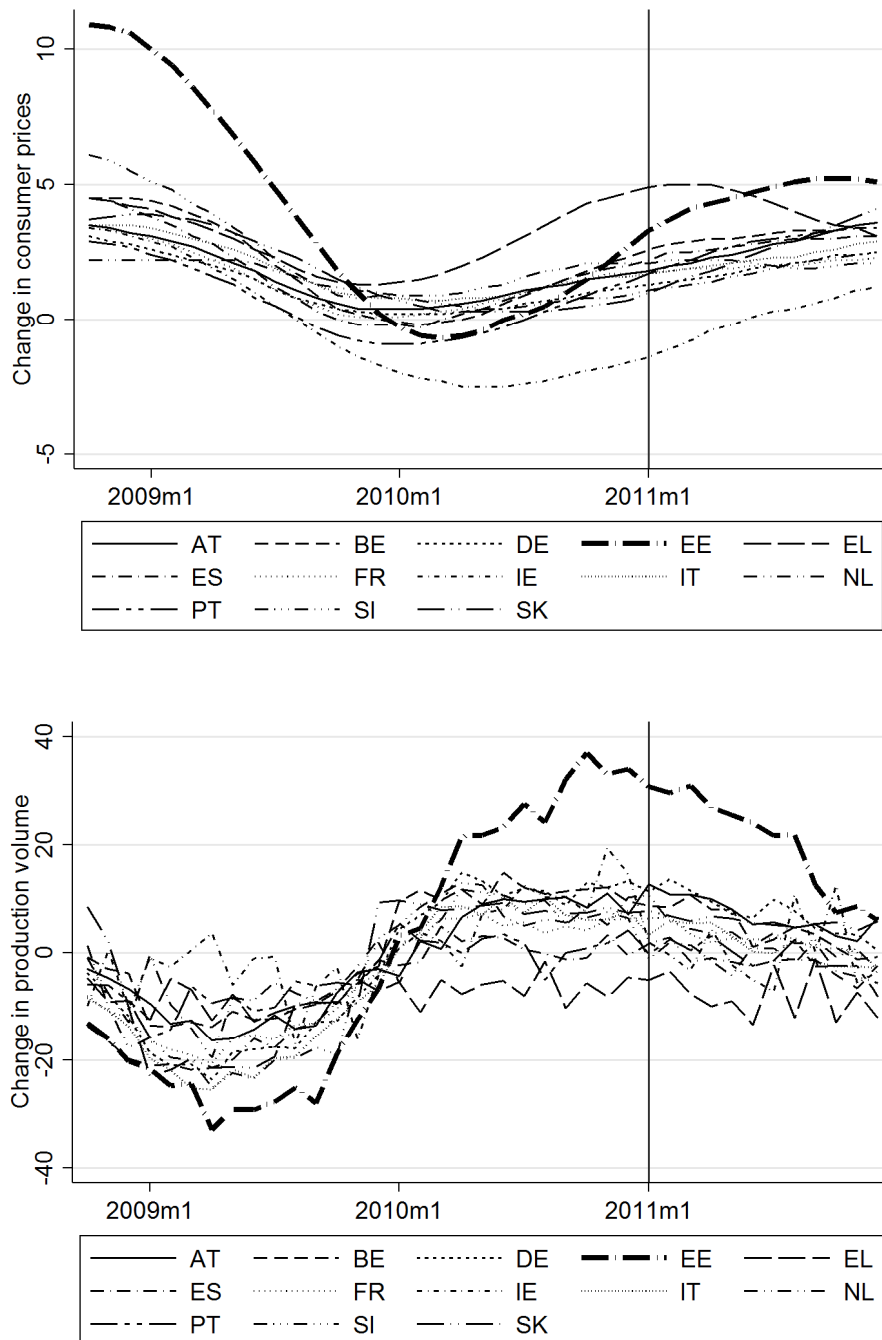 Change in consumer prices
10
5
0
-5
2009m1 2010m1 2011m1
AT BE DE EE EL
ES FR IE IT NL
PT SI SK
Change in production volume
40
20
0
-20
-40
2009m1 2010m1 2011m1
AT BE DE EE EL
ES FR IE IT NL
PT SI SK